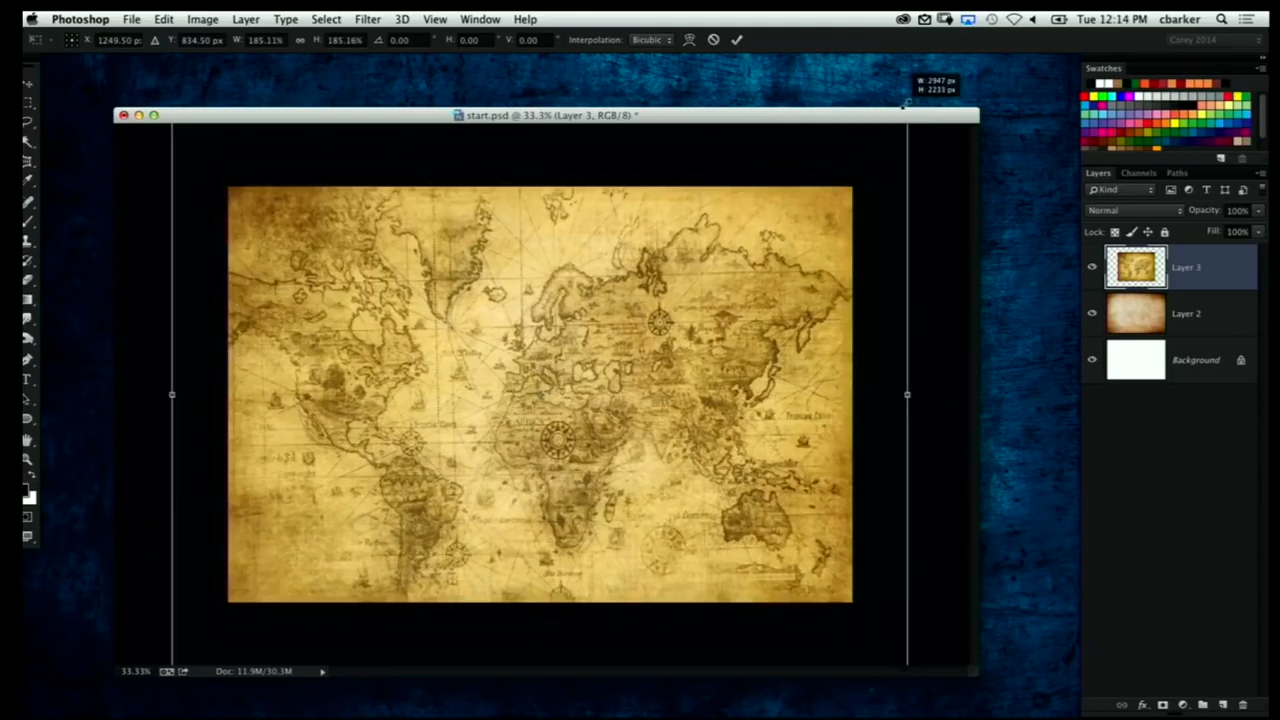 Photoshop File Edit Image Layer Type Select Filter 3D View Window Help Tue 12:14 PM cbarker
X: 1249.50 p: Y: 834.50 px W: 185.11% H: 185.16% 0.00 H: 0.00 V: 0.00 Interpolation: Bicubic Corey 2014
W: 2947 px
H: 2233 px
start.psd @ 33.3% (Layer 3, RGB/8) *
Swatches
Layers Channels Paths
Kind
Normal Opacity: 100%
Lock: Fill: 100%
Layer 3
Layer 2
Background
33.33% Doc: 11.9M/30.3M